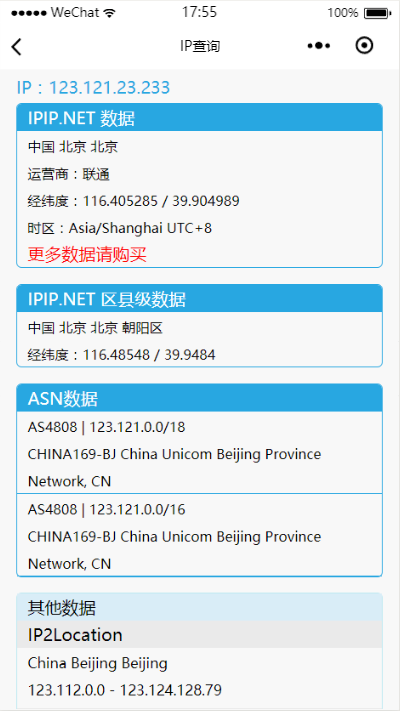 WeChat 17:55 100%
IP查询
IP：123.121.23.233
IPIP.NET 数据
中国 北京 北京
运营商：联通
经纬度：116.405285 / 39.904989
时区：Asia/Shanghai UTC+8
更多数据请购买
IPIP.NET 区县级数据
中国 北京 北京 朝阳区
经纬度：116.48548 / 39.9484
ASN数据
AS4808 | 123.121.0.0/18
CHINA169-BJ China Unicom Beijing Province
Network, CN
AS4808 | 123.121.0.0/16
CHINA169-BJ China Unicom Beijing Province
Network, CN
其他数据
IP2Location
China Beijing Beijing
123.112.0.0 - 123.124.128.79